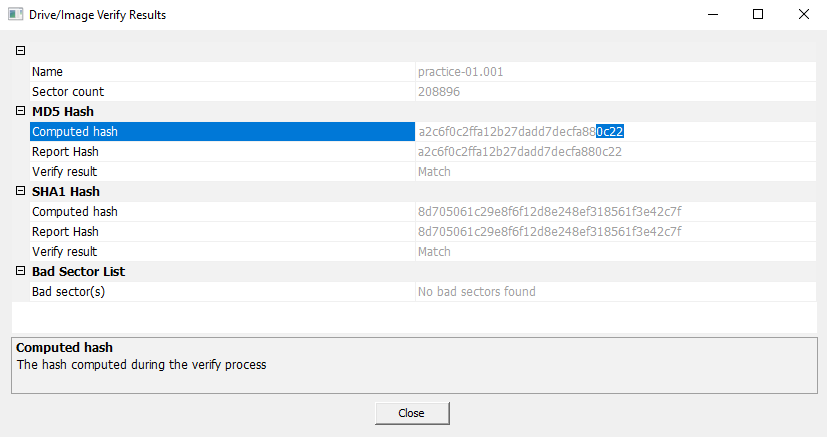 Drive/Image Verify Results
Name practice-01.001
Sector count 208896
MD5 Hash
Computed hash a2c6f0c2ffa12b27dadd7decfa880c22
Report Hash a2c6f0c2ffa12b27dadd7decfa880c22
Verify result Match
SHA1 Hash
Computed hash 8d705061c29e8f6f12d8e248ef318561f3e42c7f
Report Hash 8d705061c29e8f6f12d8e248ef318561f3e42c7f
Verify result Match
Bad Sector List
Bad sector(s) No bad sectors found
Computed hash
The hash computed during the verify process
Close